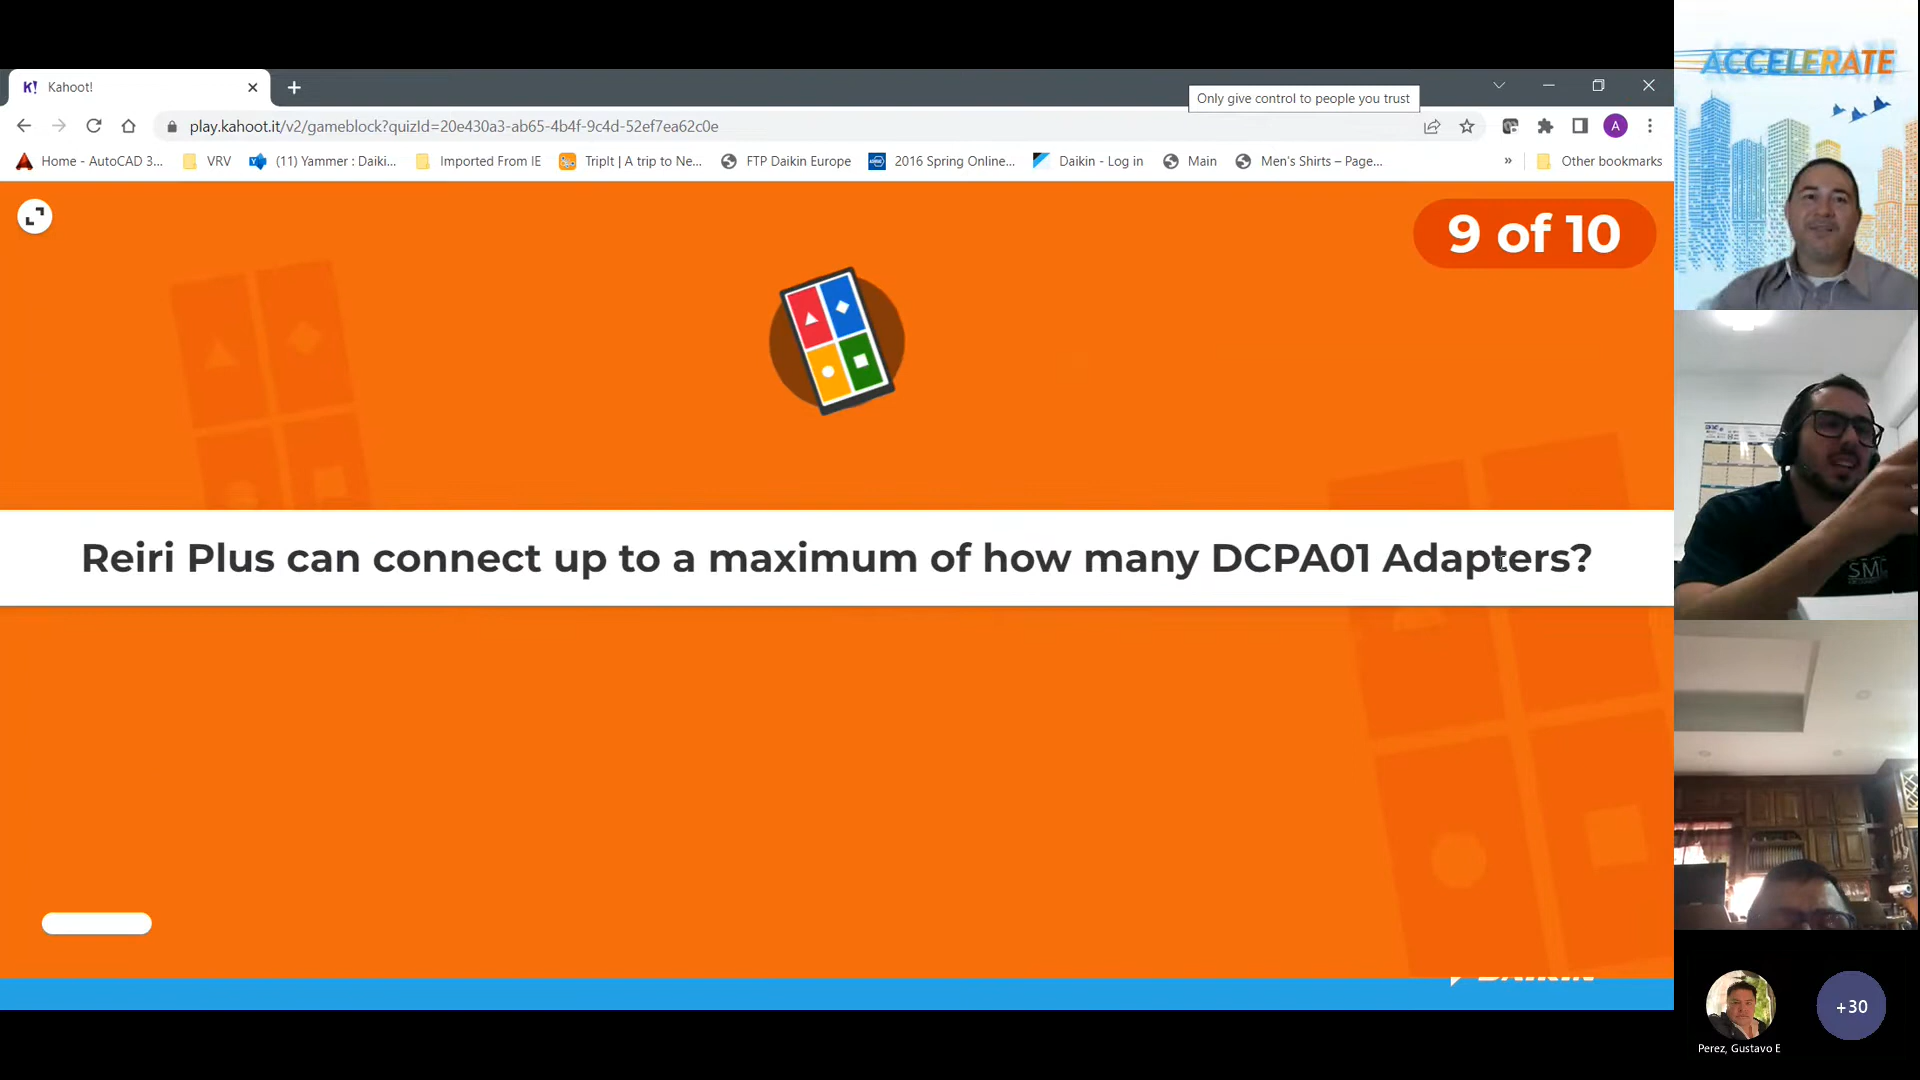 Kahoot!
Only give control to people you trust
play.kahoot.it/v2/gameblock?quizId=20e430a3-ab65-4b4f-9c4d-52ef7ea62c0e
A
Home - AutoCAD 3...
VRV
(11) Yammer : Daiki...
Imported From IE
TripIt | A trip to Ne...
FTP Daikin Europe
2016 Spring Online...
Daikin - Log in
Main
Men's Shirts – Page...
»
Other bookmarks
9 of 10
Reiri Plus can connect up to a maximum of how many DCPA01 Adapters?
DAIKIN
ACCELERATE
+30
Perez, Gustavo E